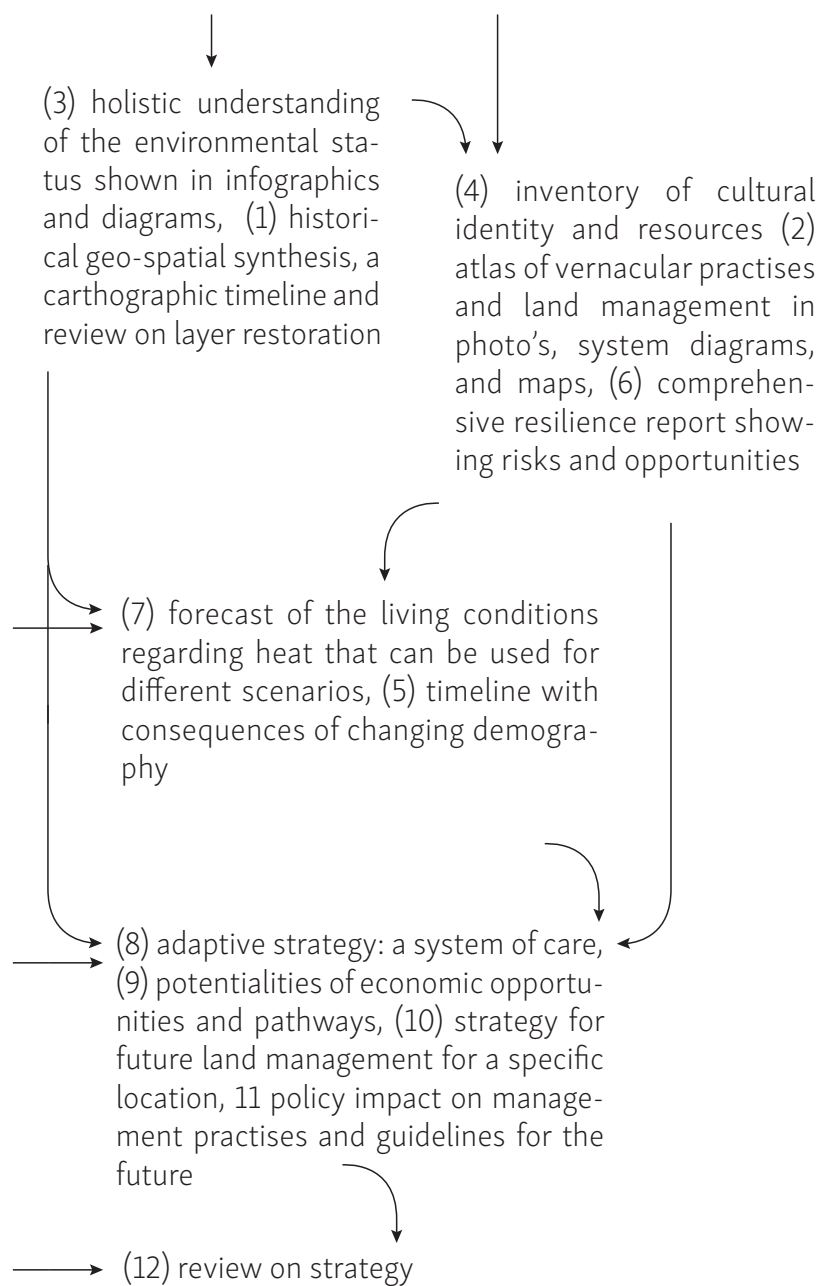 (3) holistic understanding
of the environmental sta-
tus shown in infographics
and diagrams, (1) histori-
cal geo-spatial synthesis, a
carthographic timeline and
review on layer restoration
(4) inventory of cultural
identity and resources (2)
atlas of vernacular practises
and land management in
photo's, system diagrams,
and maps, (6) comprehen-
sive resilience report show-
ing risks and opportunities
(7) forecast of the living conditions
regarding heat that can be used for
different scenarios, (5) timeline with
consequences of changing demogra-
phy
(8) adaptive strategy: a system of care,
(9) potentialities of economic opportu-
nities and pathways, (10) strategy for
future land management for a specific
location, 11 policy impact on manage-
ment practises and guidelines for the
future
(12) review on strategy